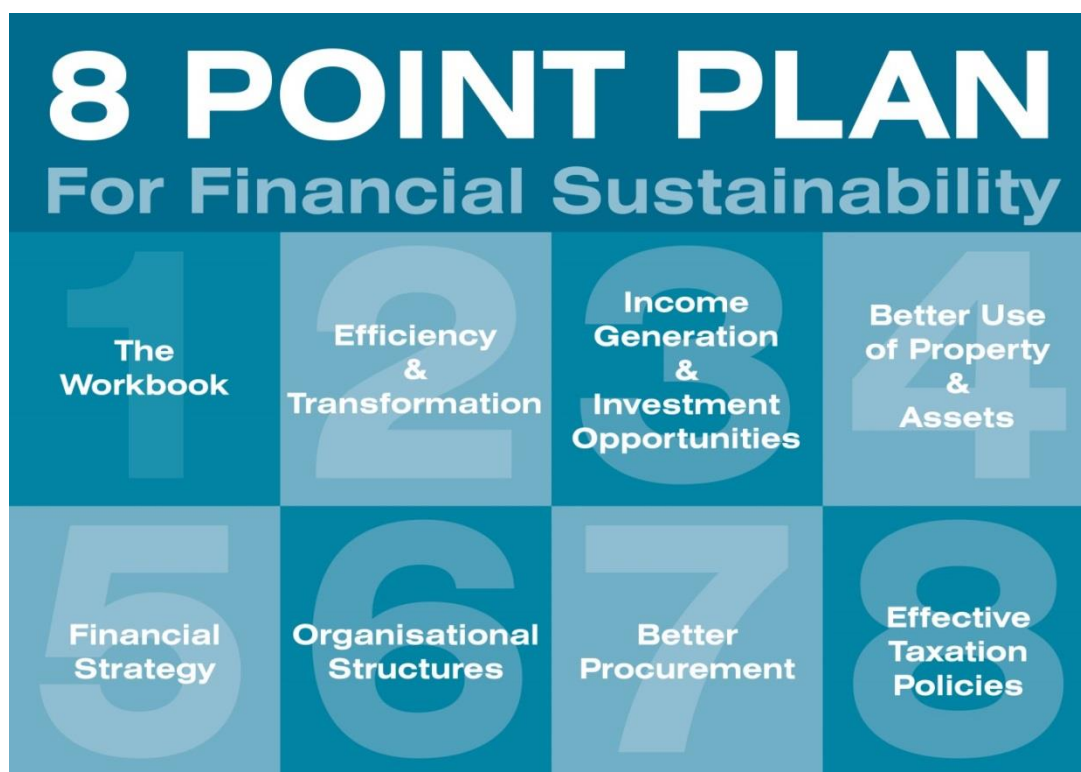 8 POINT PLAN
For Financial Sustainability
1
The
Workbook
2
Efficiency
&
Transformation
3
Income
Generation
&
Investment
Opportunities
4
Better Use
of Property
&
Assets
5
Financial
Strategy
6
Organisational
Structures
7
Better
Procurement
8
Effective
Taxation
Policies